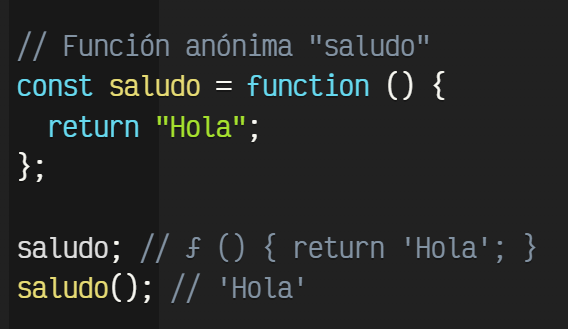 // Función anónima "saludo"
const saludo = function () {
  return "Hola";
};

saludo; // ƒ () { return 'Hola'; }
saludo(); // 'Hola'